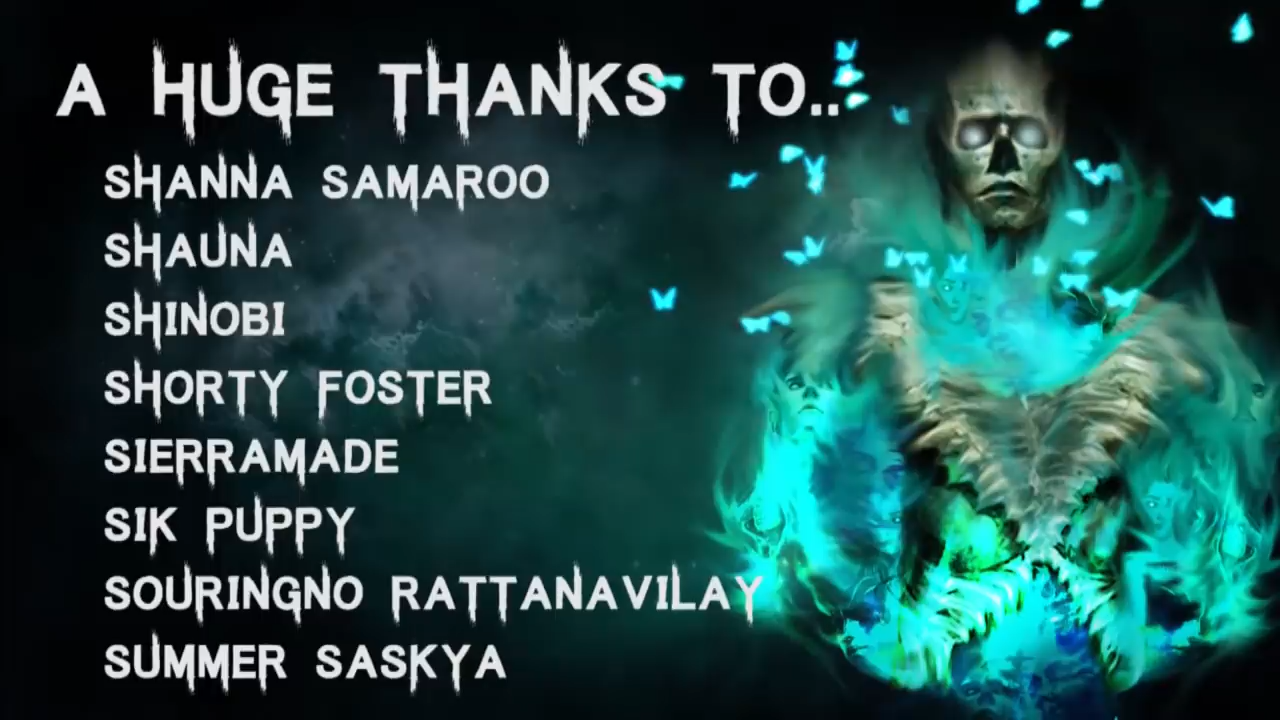 A HUGE THANKS TO..
SHANNA SAMAROO
SHAUNA
SHINOBI
SHORTY FOSTER
SIERRAMADE
SIK PUPPY
SOURINGNO RATTANAVILAY
SUMMER SASKYA